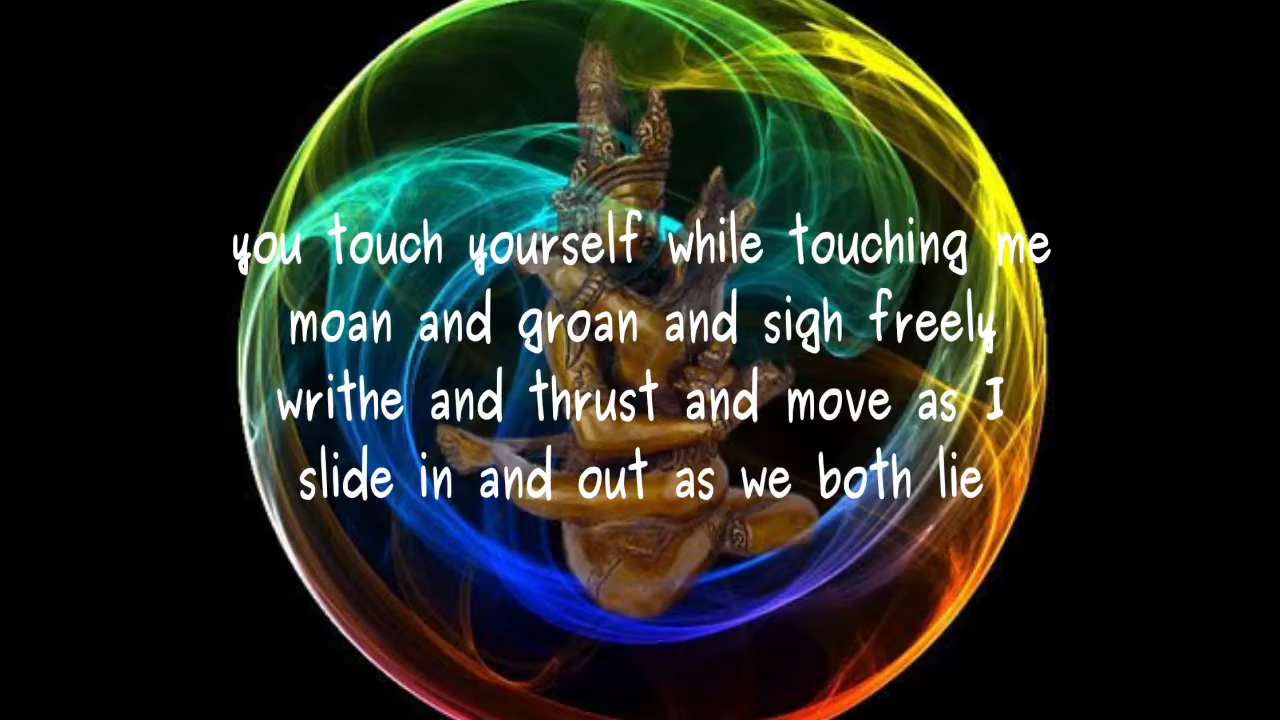 you touch yourself while touching me
moan and groan and sigh freely
writhe and thrust and move as I
slide in and out as we both lie